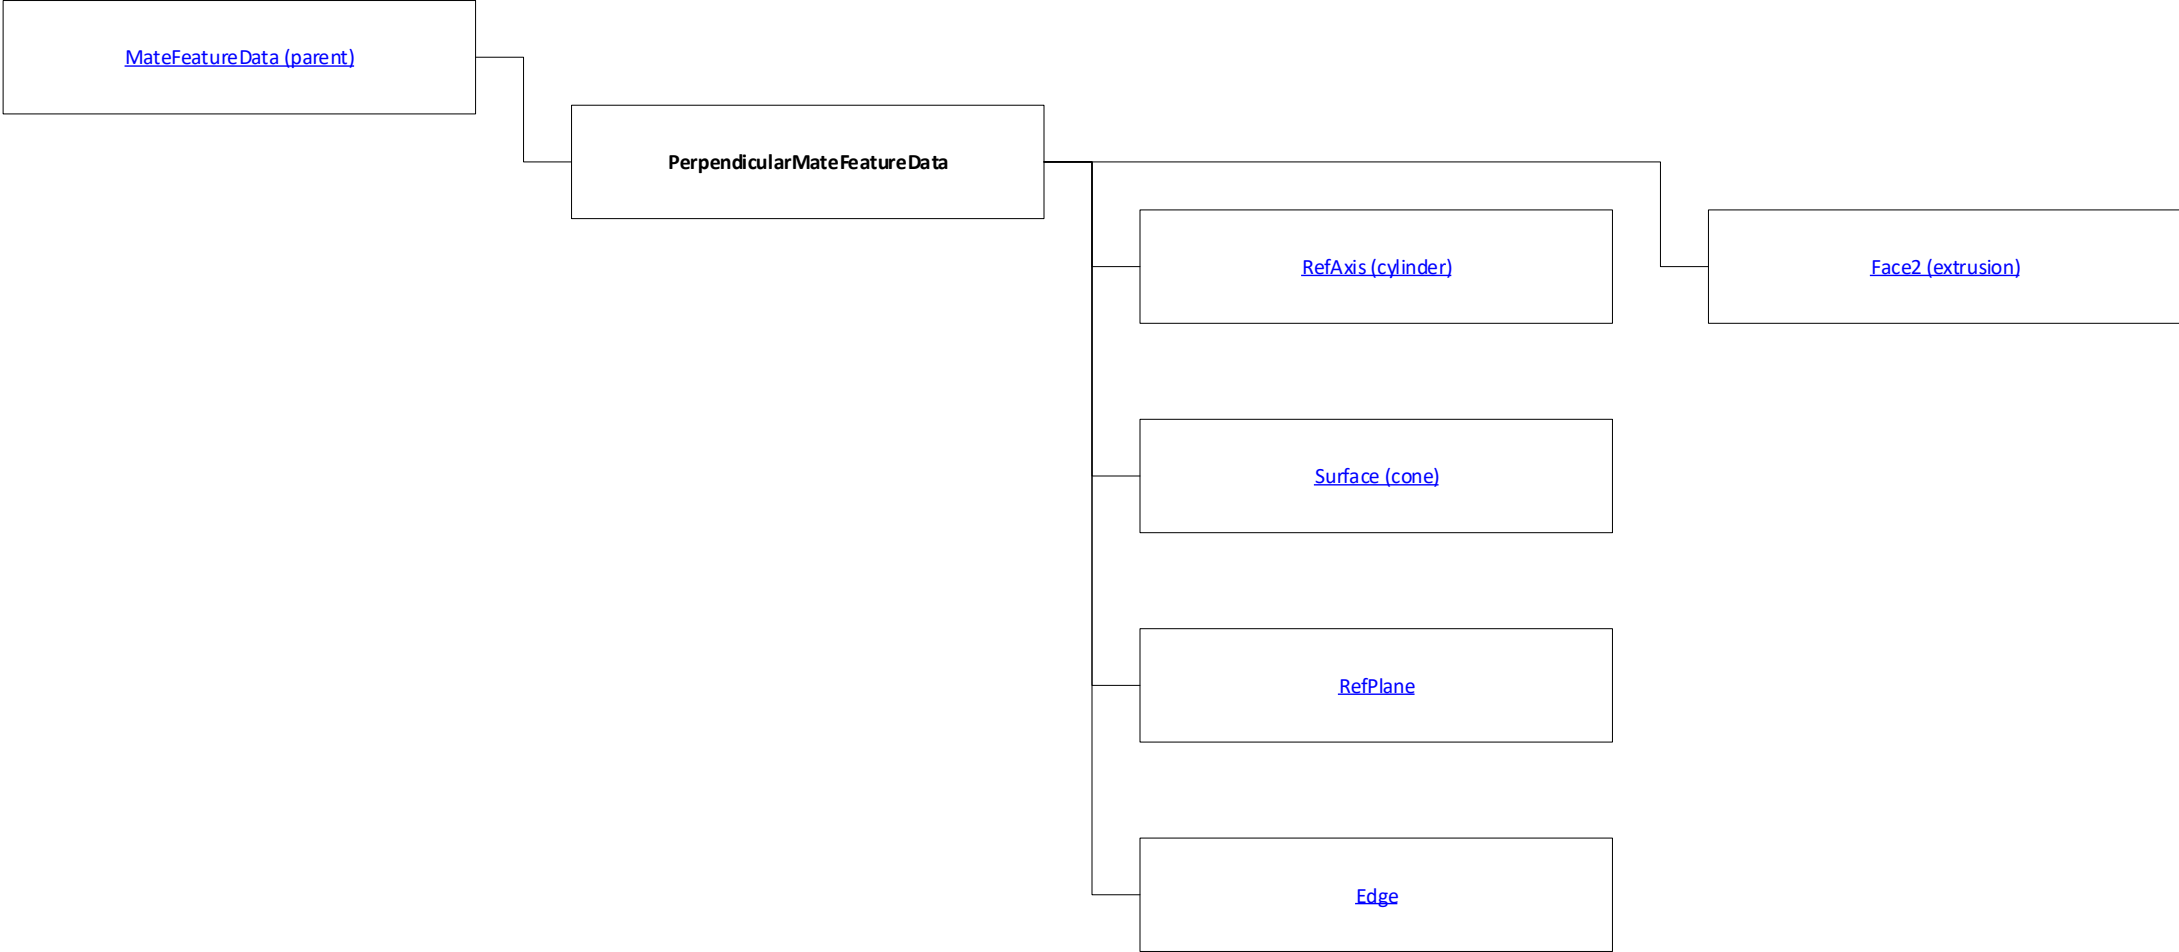 MateFeatureData (parent)
PerpendicularMateFeatureData
RefAxis (cylinder)
Face2 (extrusion)
Surface (cone)
RefPlane
Edge